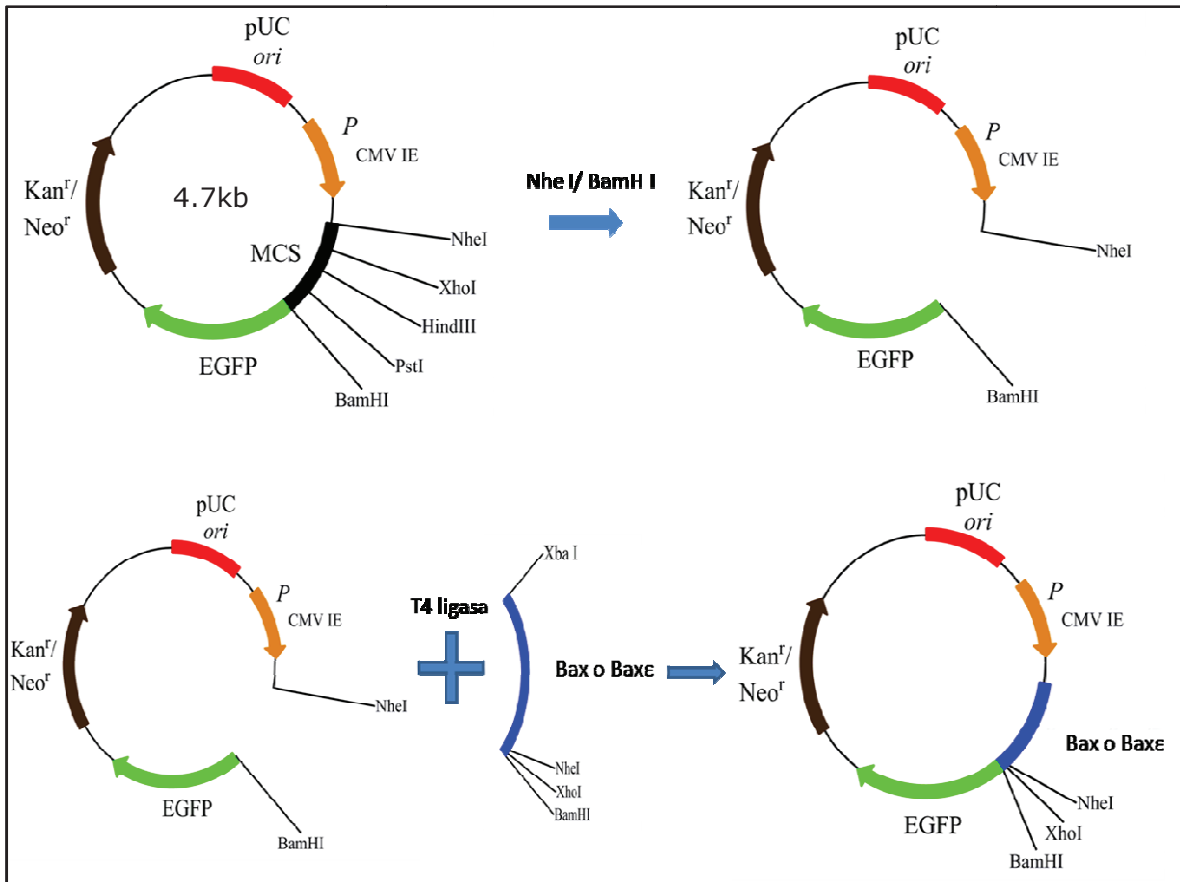 pUC
ori
P
CMV IE
Kanʳ/
Neoʳ
4.7kb
MCS
NheI
XhoI
HindIII
PstI
BamHI
EGFP
Nhe I/ BamH I
pUC
ori
P
CMV IE
Kanʳ/
Neoʳ
NheI
EGFP
BamHI
pUC
ori
P
CMV IE
Kanʳ/
Neoʳ
NheI
EGFP
BamHI
T4 ligasa
Xba I
Bax o Baxε
NheI
XhoI
BamHI
pUC
ori
P
CMV IE
Kanʳ/
Neoʳ
Bax o Baxε
NheI
XhoI
BamHI
EGFP